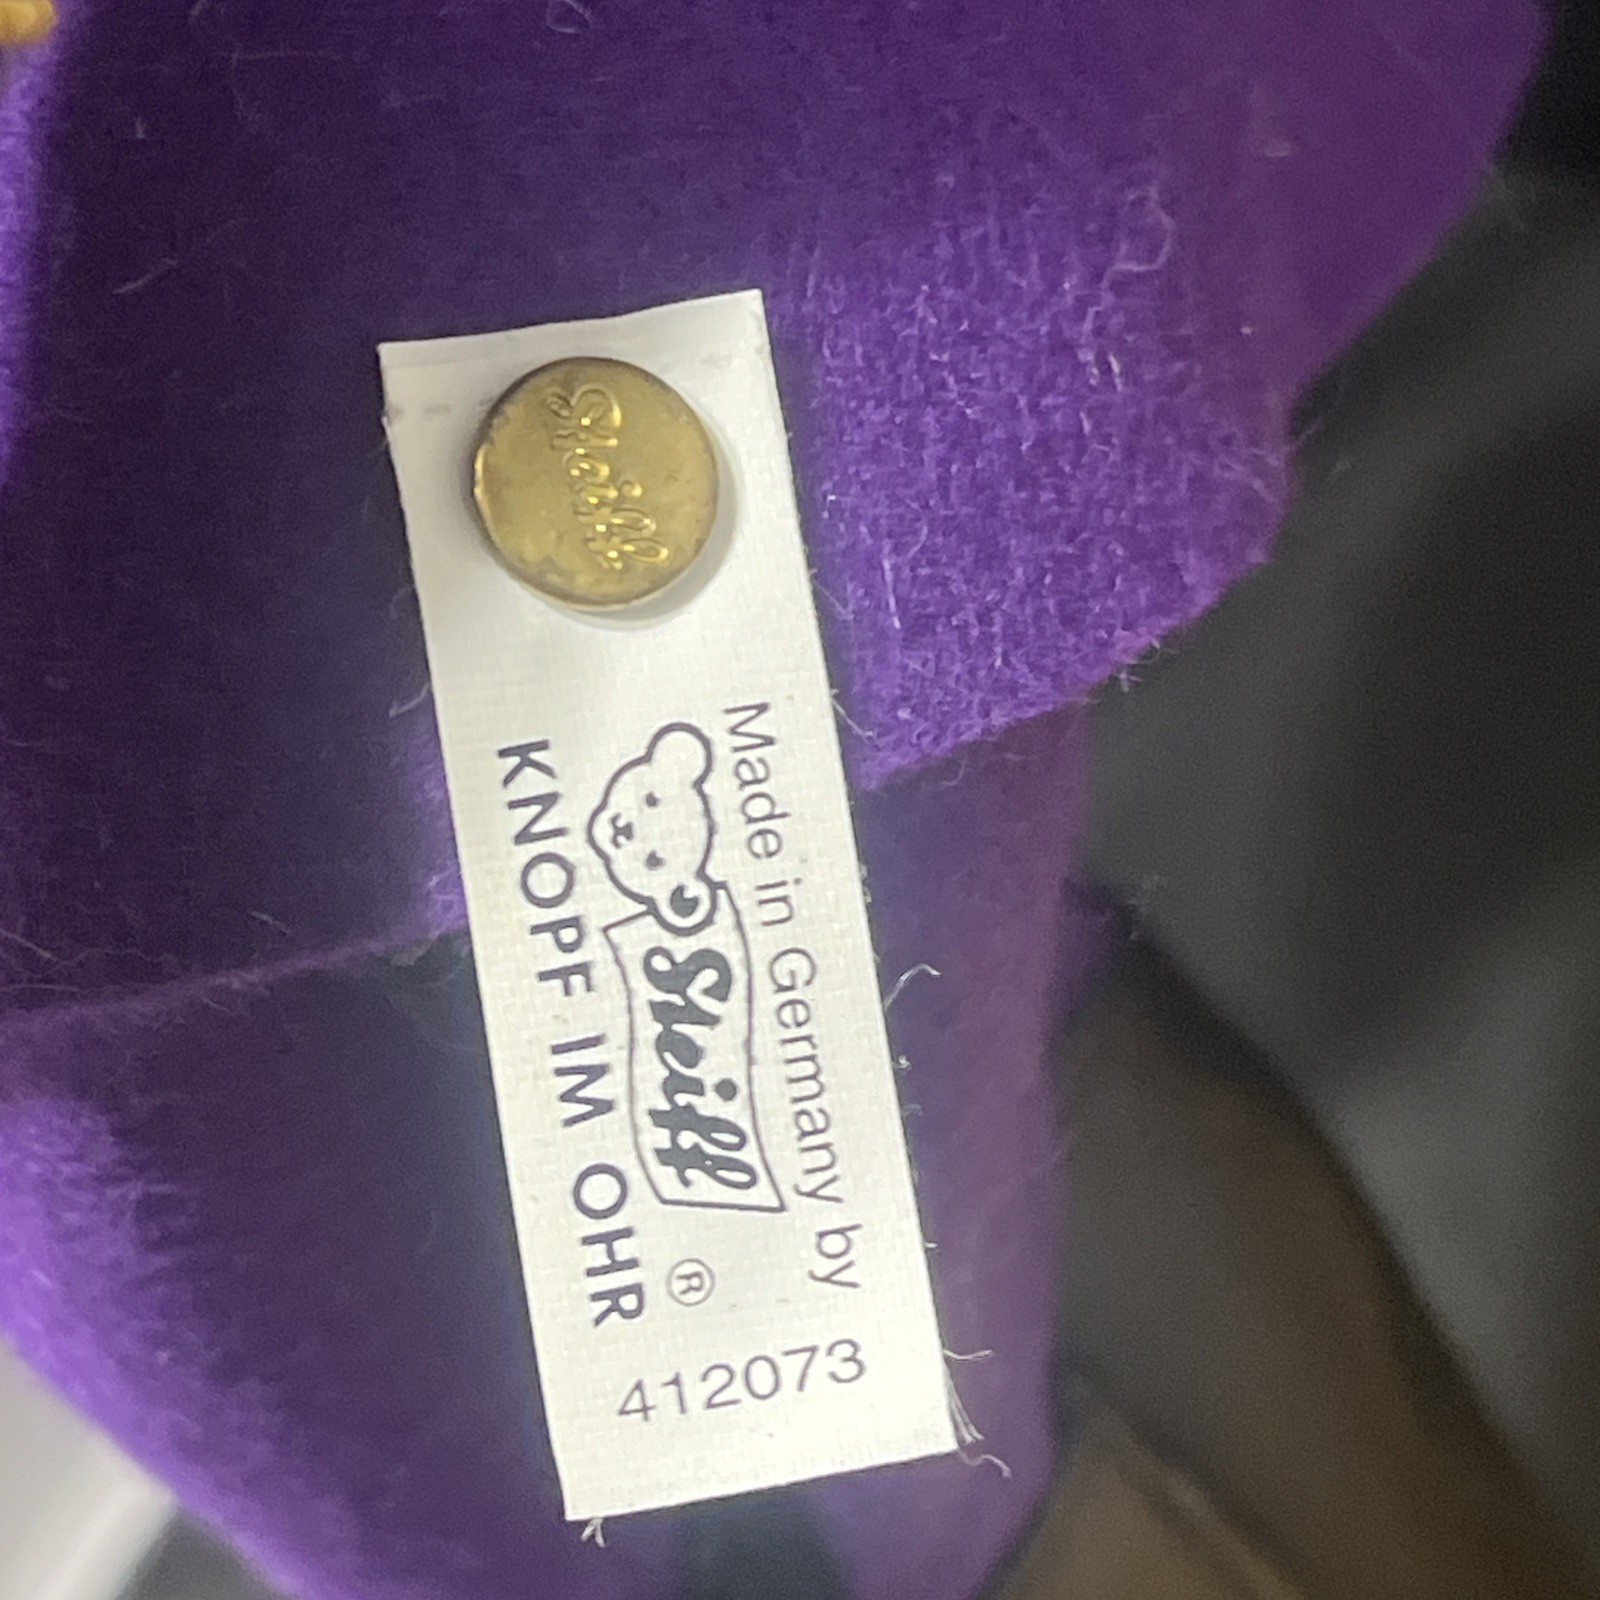 Steiff
Made in Germany by
Steiff ®
KNOPF IM OHR
412073